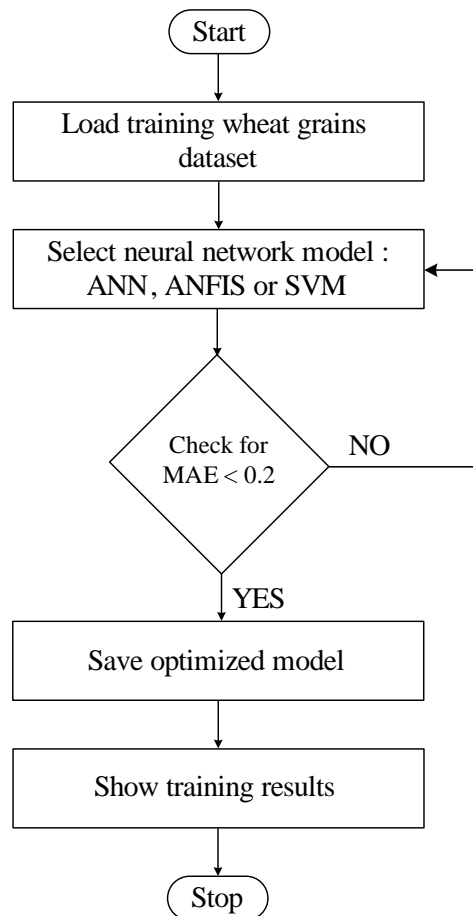 Start
Load training wheat grains
dataset
Select neural network model :
ANN, ANFIS or SVM
Check for
MAE < 0.2
NO
YES
Save optimized model
Show training results
Stop